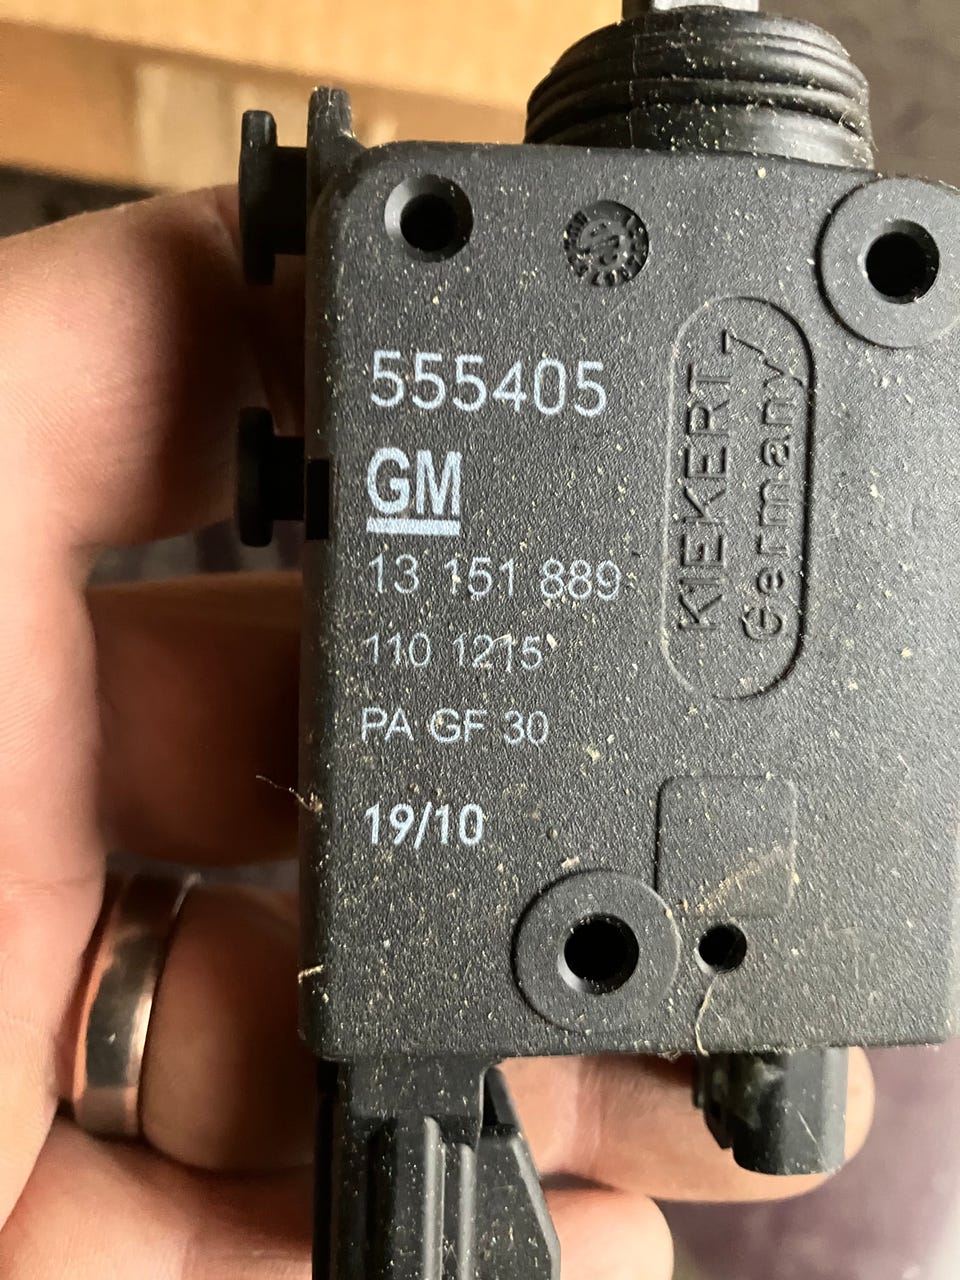 555405
GM
13 151 889
110 1215
PA GF 30
19/10
KIEKERT
Germany